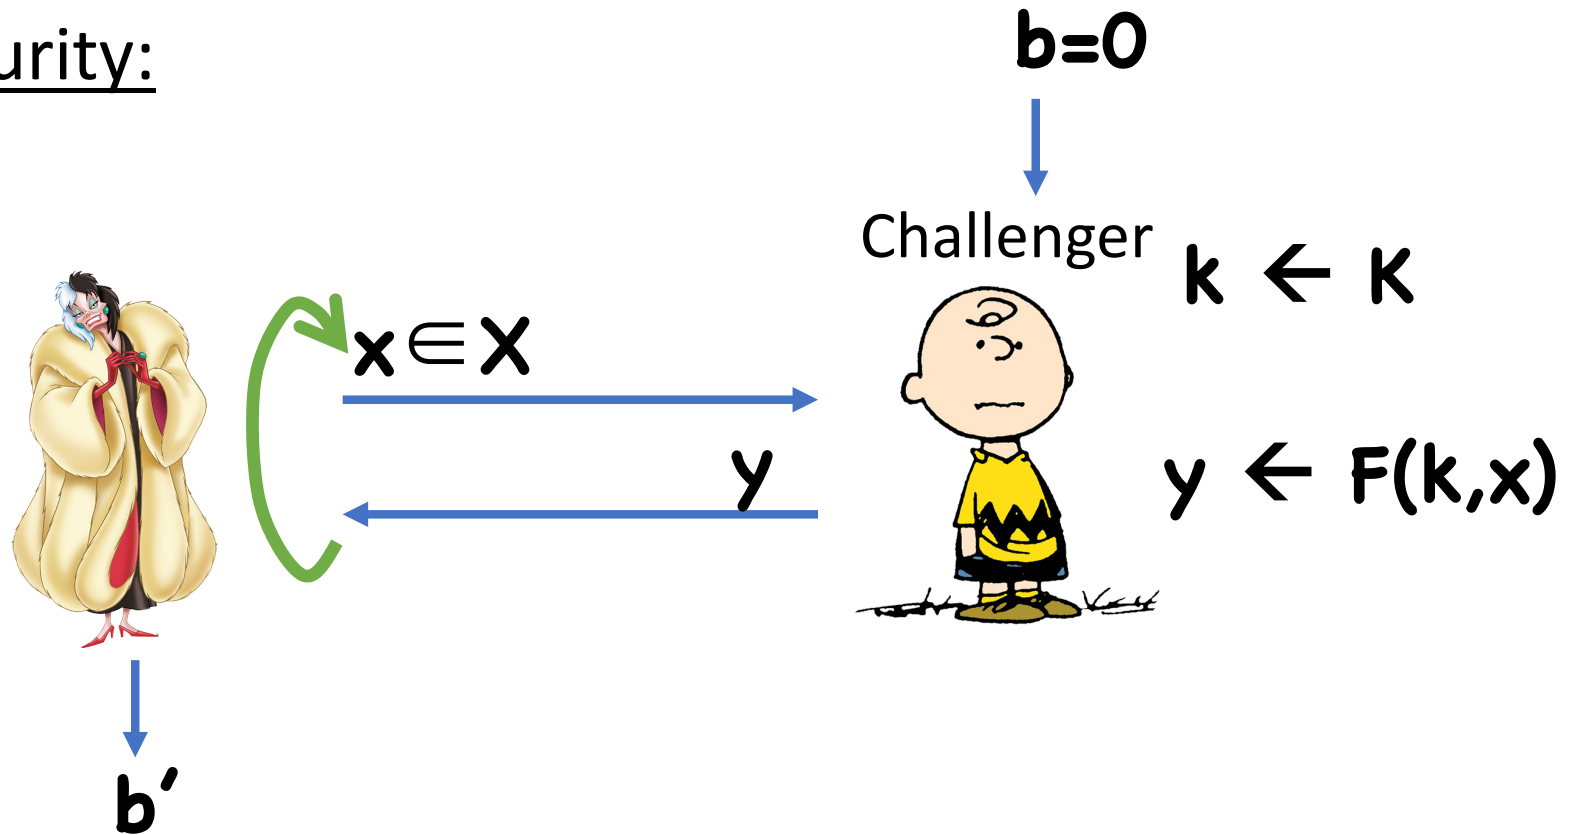 urity:
b=0
Challenger
k ← K
x ∈ X
y
y ← F(k,x)
b′